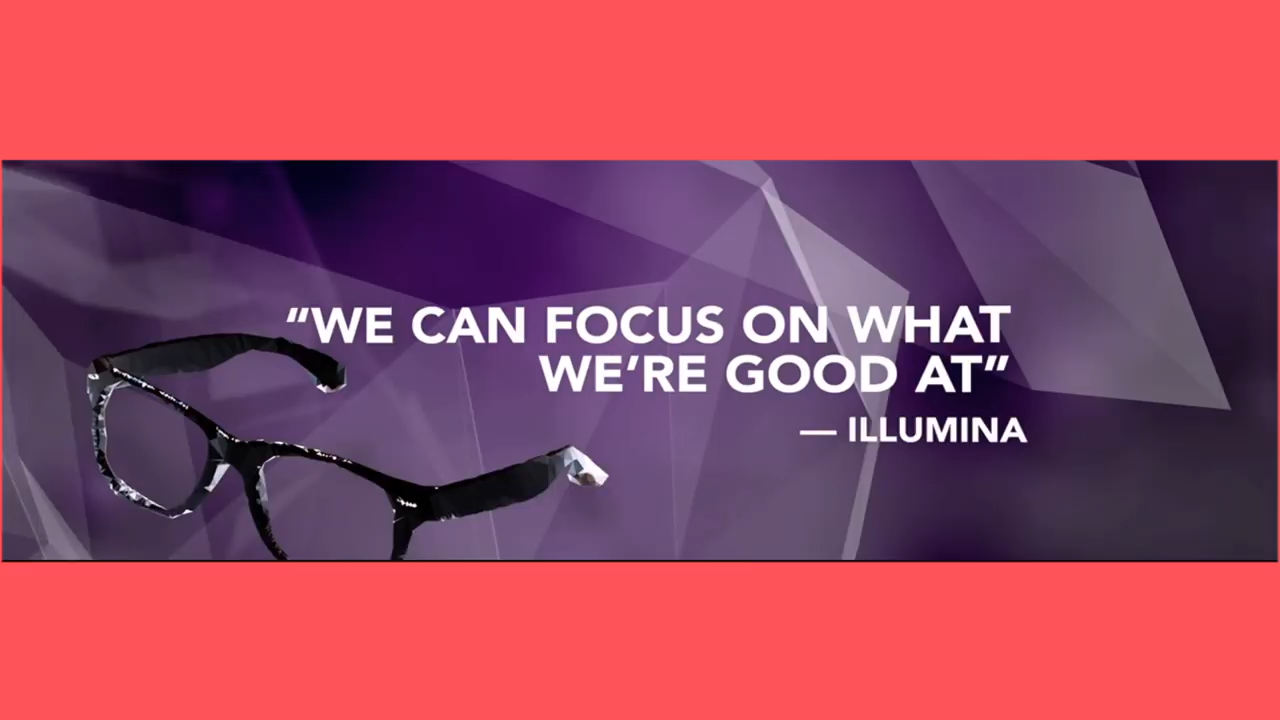 “WE CAN FOCUS ON WHAT
WE’RE GOOD AT”
— ILLUMINA